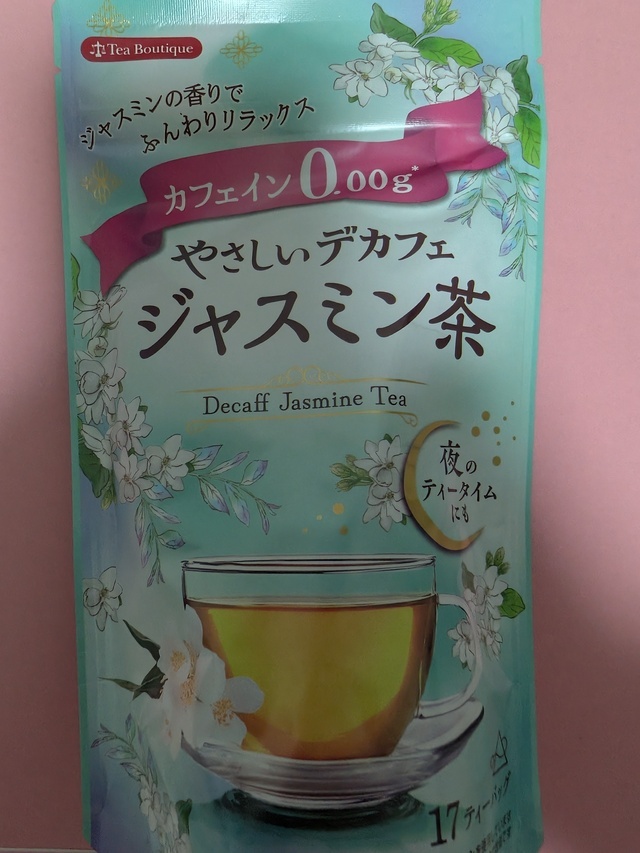 Tea Boutique
ジャスミンの香りで
ふんわりリラックス
カフェイン0.00g*
やさしいデカフェ
ジャスミン茶
Decaff Jasmine Tea
夜の
ティータイム
にも
17ティーバッグ